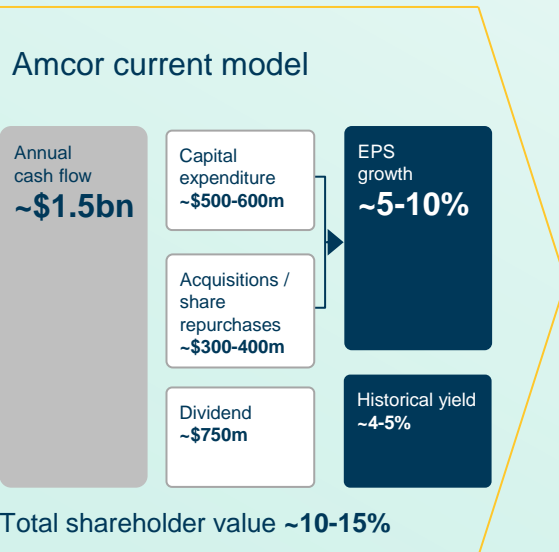 Amcor current model
Annual
cash flow
~$1.5bn
Capital
expenditure
~$500-600m
EPS
growth
~5-10%
Acquisitions /
share
repurchases
~$300-400m
Dividend
~$750m
Historical yield
~4-5%
Total shareholder value ~10-15%